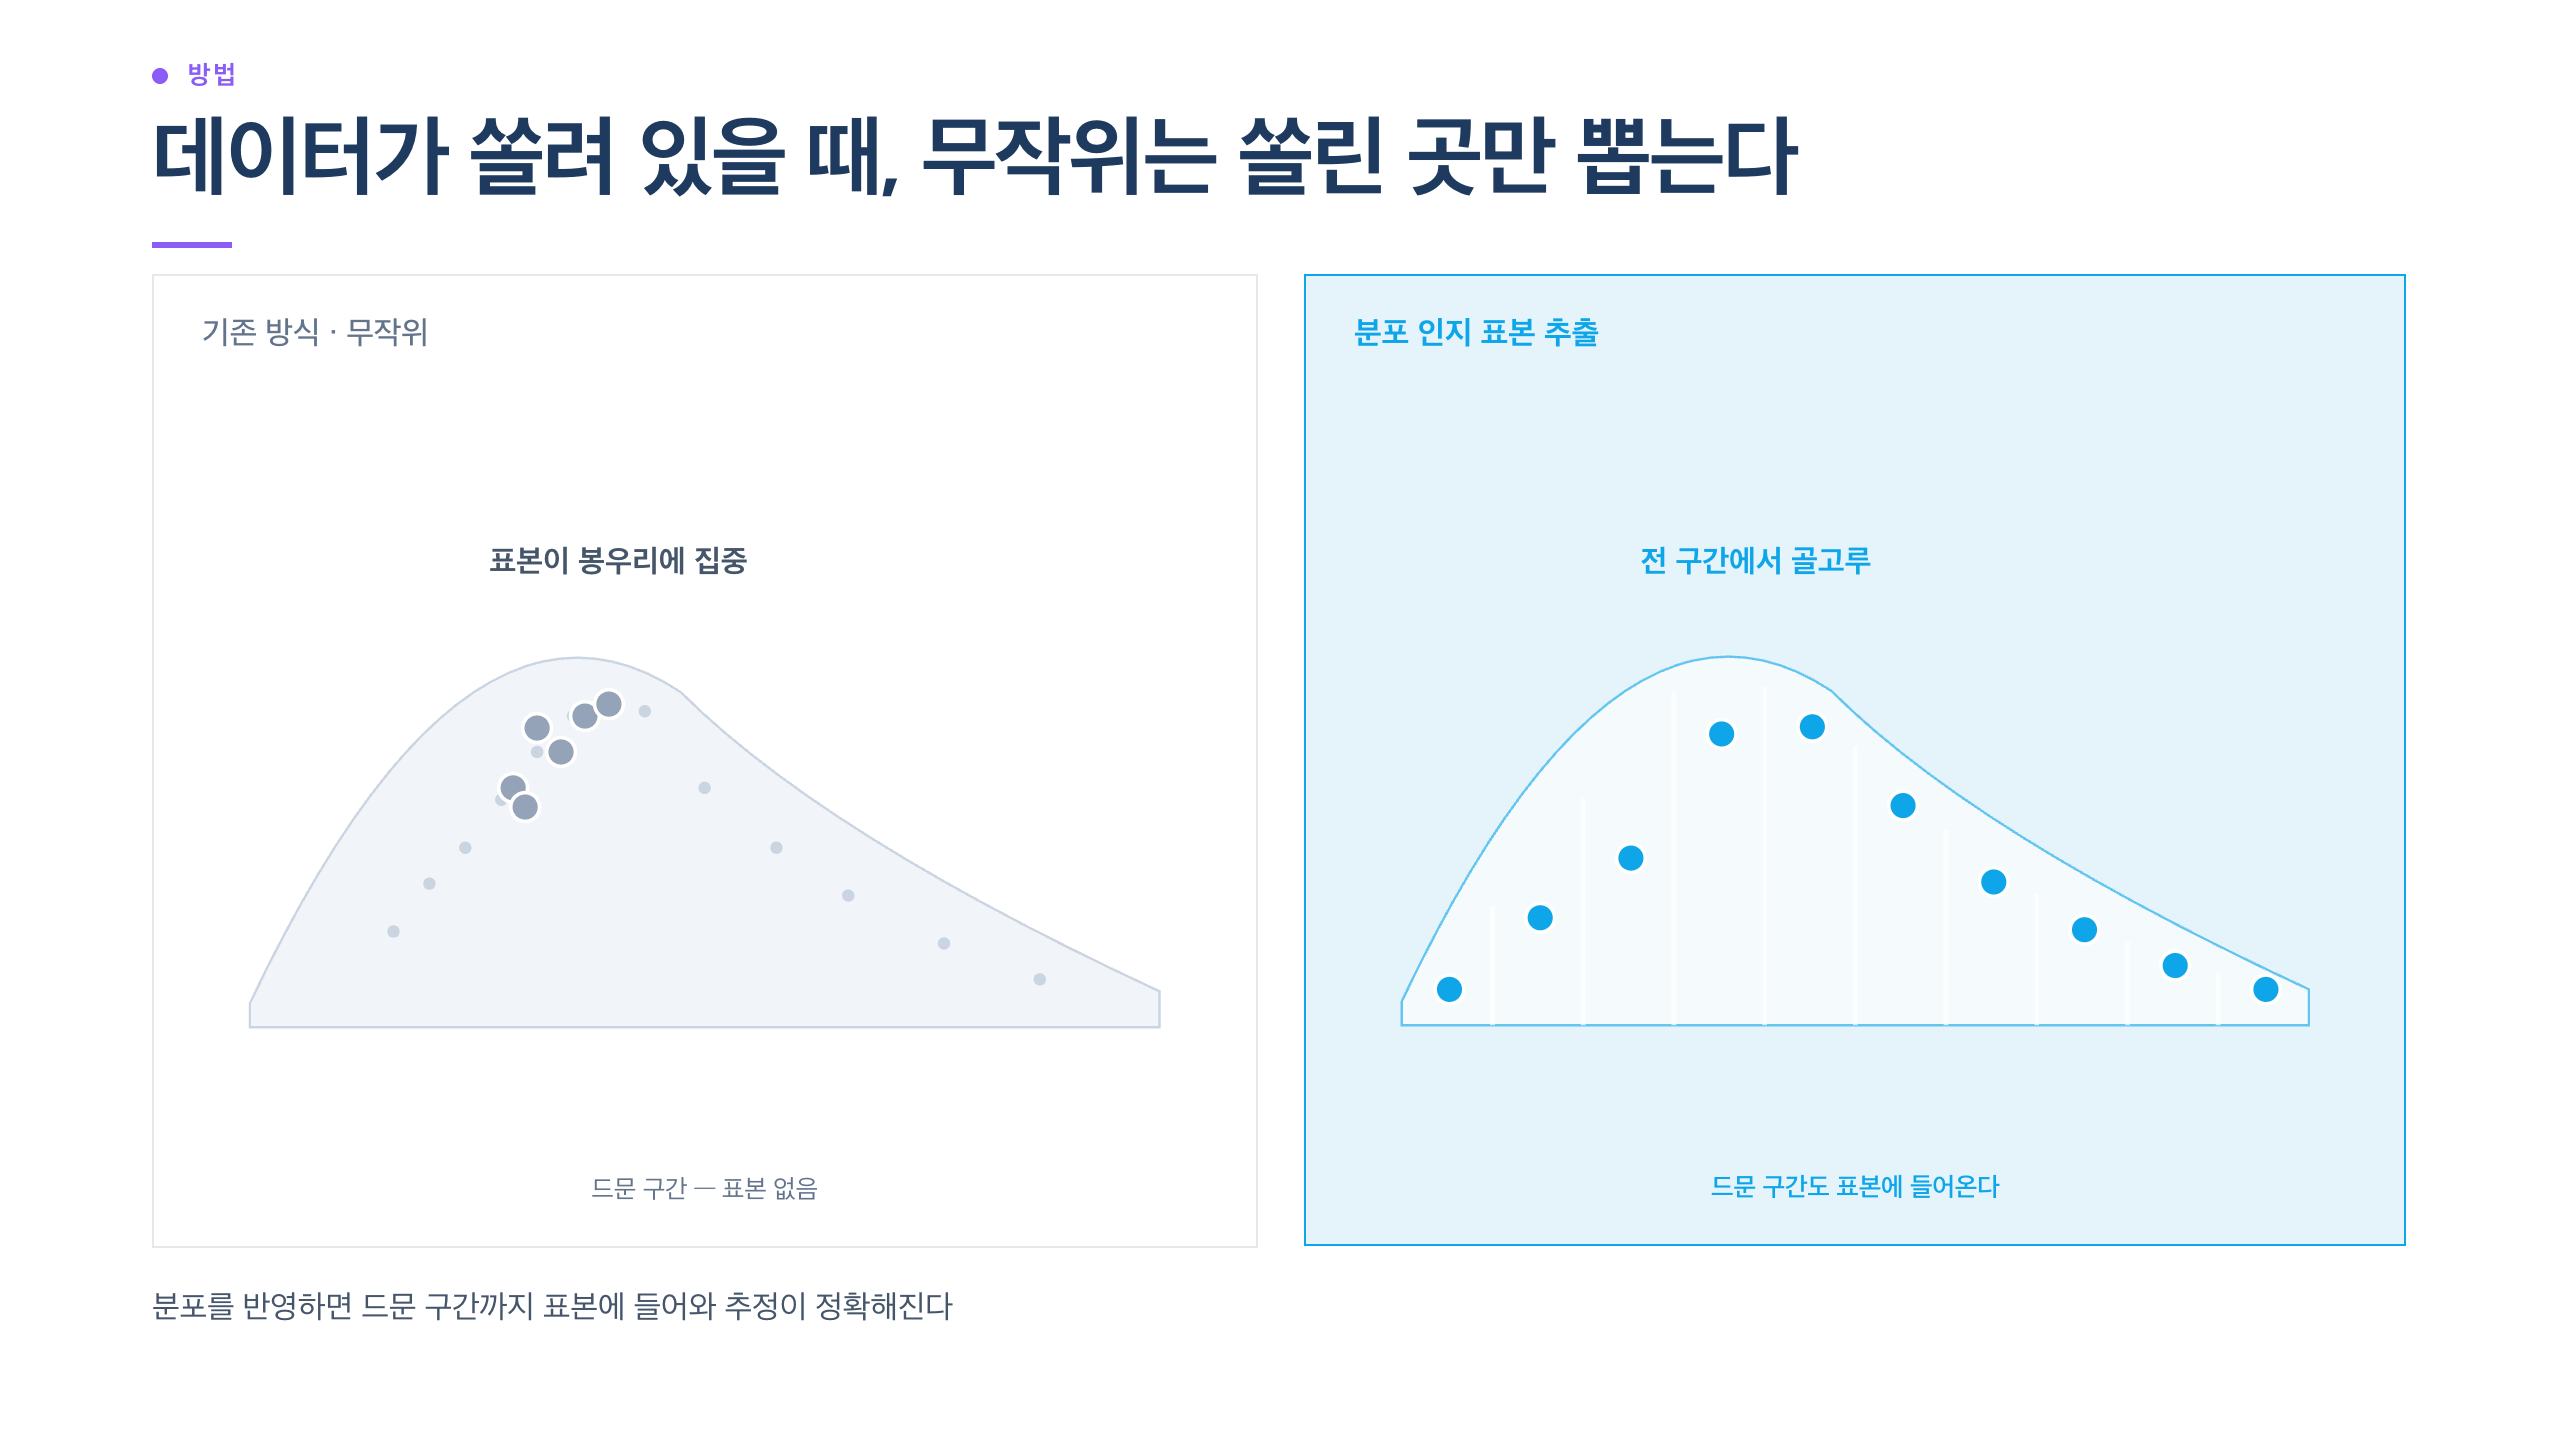 방법
데이터가 쏠려 있을 때, 무작위는 쏠린 곳만 뽑는다
기존 방식 · 무작위
표본이 봉우리에 집중
드문 구간 — 표본 없음
분포 인지 표본 추출
전 구간에서 골고루
드문 구간도 표본에 들어온다
분포를 반영하면 드문 구간까지 표본에 들어와 추정이 정확해진다